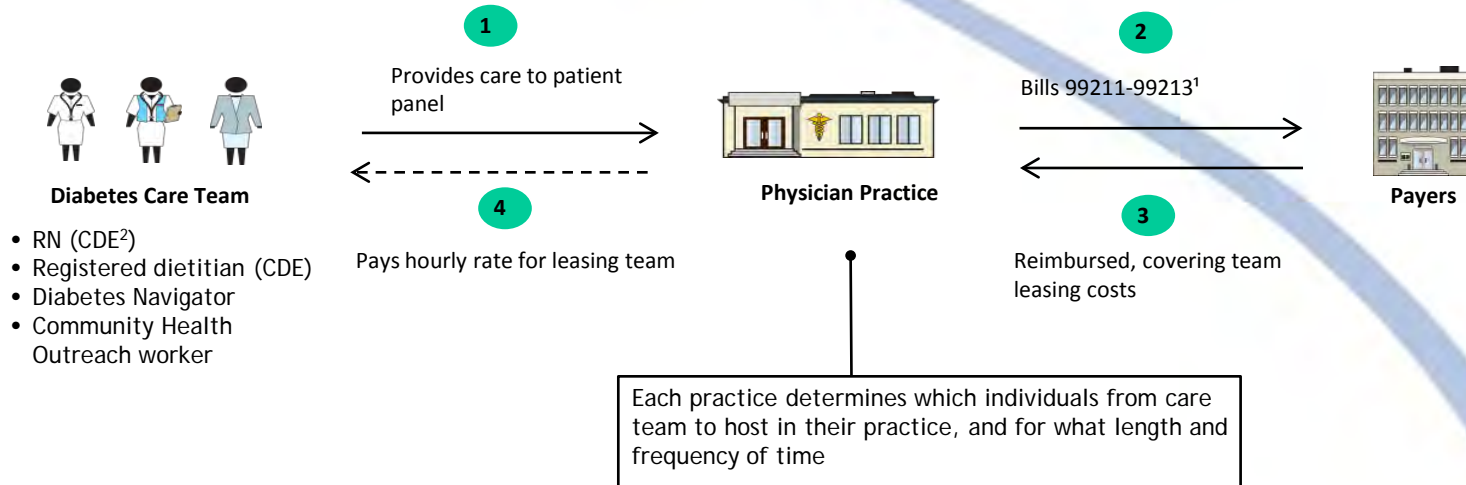 1
Provides care to patient
panel
2
Bills 99211-99213¹
Diabetes Care Team
• RN (CDE²)
• Registered dietitian (CDE)
• Diabetes Navigator
• Community Health
Outreach worker
4
Pays hourly rate for leasing team
Physician Practice
3
Reimbursed, covering team
leasing costs
Payers
Each practice determines which individuals from care
team to host in their practice, and for what length and
frequency of time